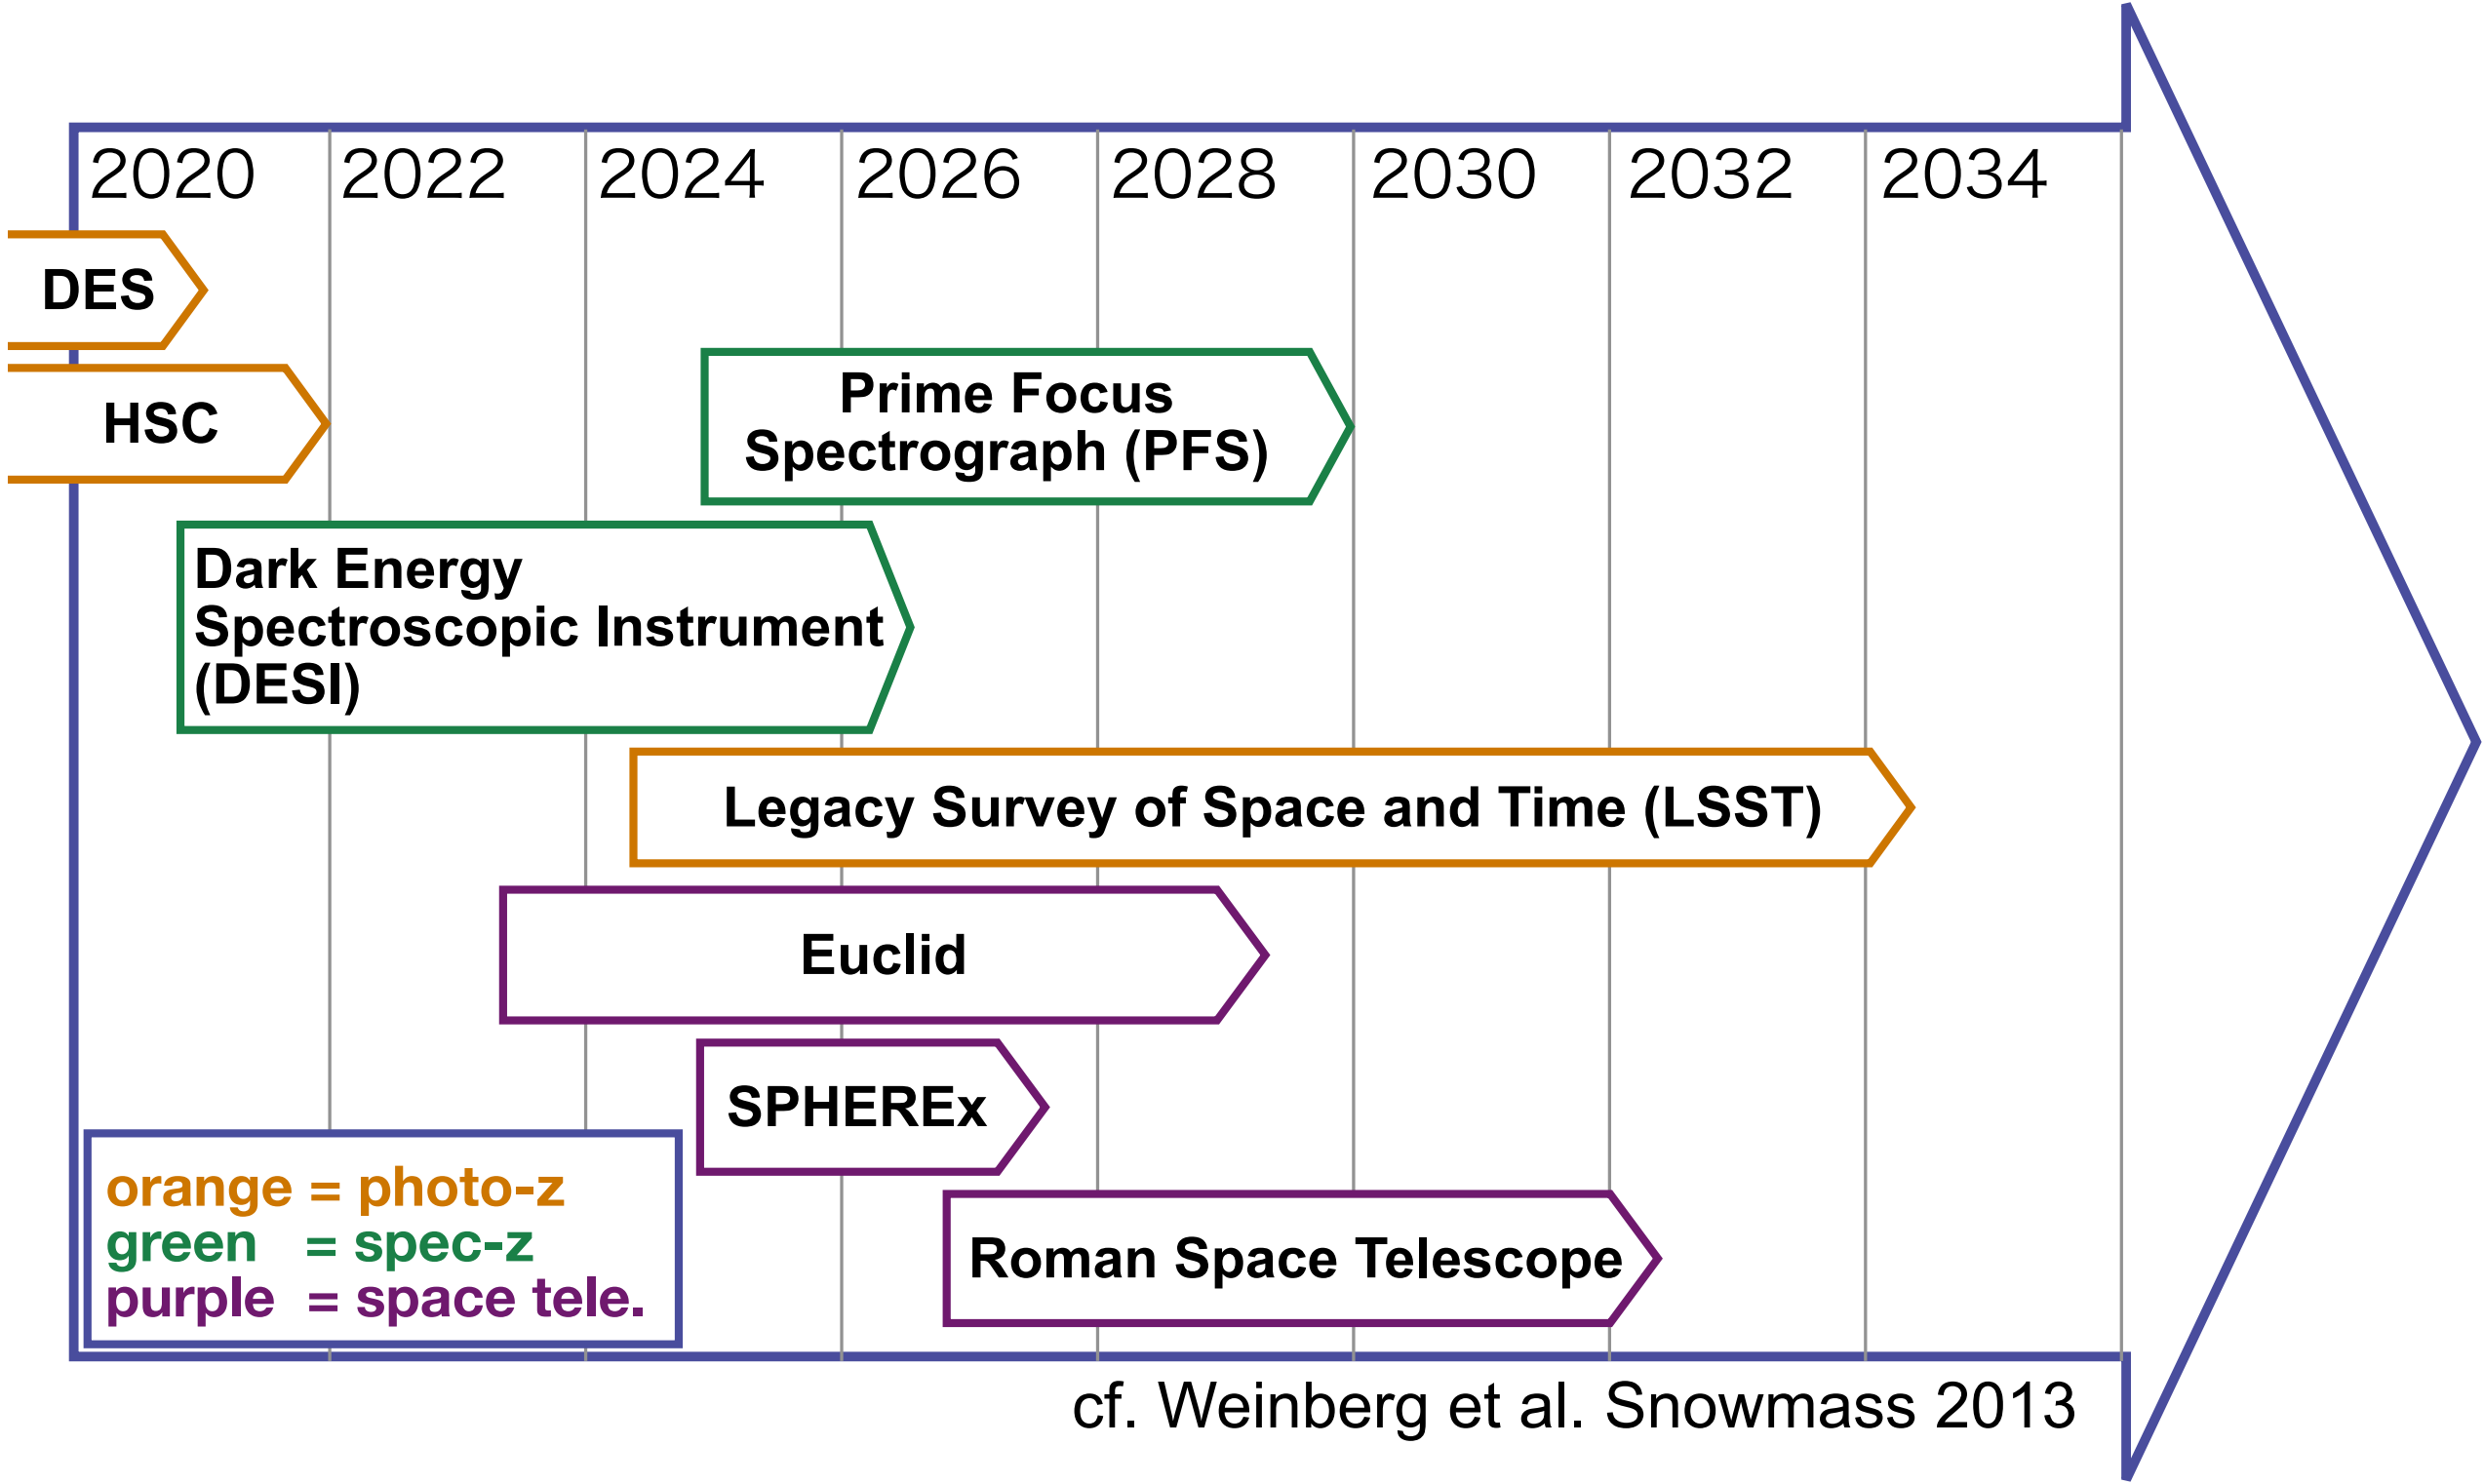 2020 2022 2024 2026 2028 2030 2032 2034
DES
HSC
Prime Focus
Spectrograph (PFS)
Dark Energy
Spectroscopic Instrument
(DESI)
Legacy Survey of Space and Time (LSST)
Euclid
SPHEREx
Roman Space Telescope
orange = photo-z
green = spec-z
purple = space tele.
cf. Weinberg et al. Snowmass 2013